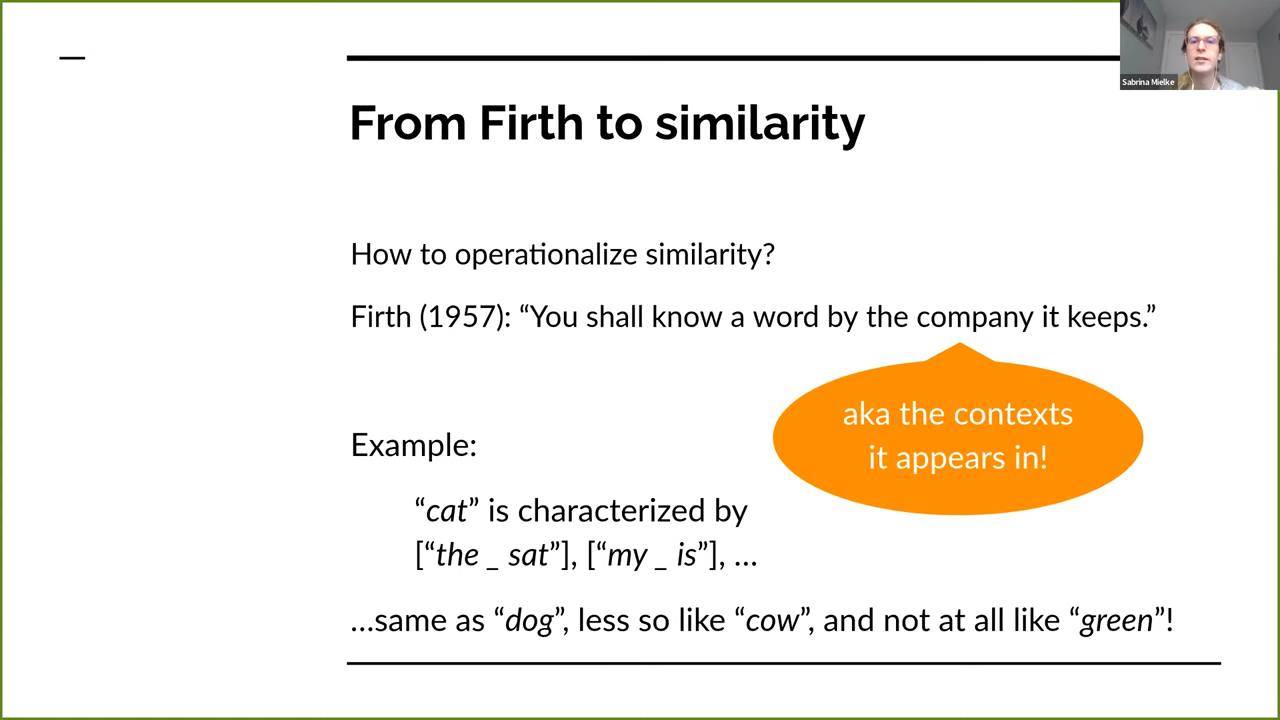 Sabrina Mielke
From Firth to similarity
How to operationalize similarity?
Firth (1957): “You shall know a word by the company it keeps.”
aka the contexts
it appears in!
Example:
“cat” is characterized by
[“the _ sat”], [“my _ is”], …
…same as “dog”, less so like “cow”, and not at all like “green”!